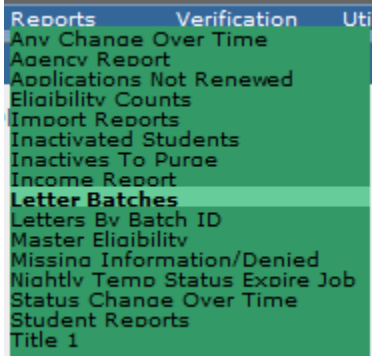 Reports Verification Uti
Any Change Over Time
Agency Report
Applications Not Renewed
Eligibility Counts
Import Reports
Inactivated Students
Inactives To Purge
Income Report
Letter Batches
Letters By Batch ID
Master Eligibility
Missing Information/Denied
Nightly Temp Status Expire Job
Status Change Over Time
Student Reports
Title 1